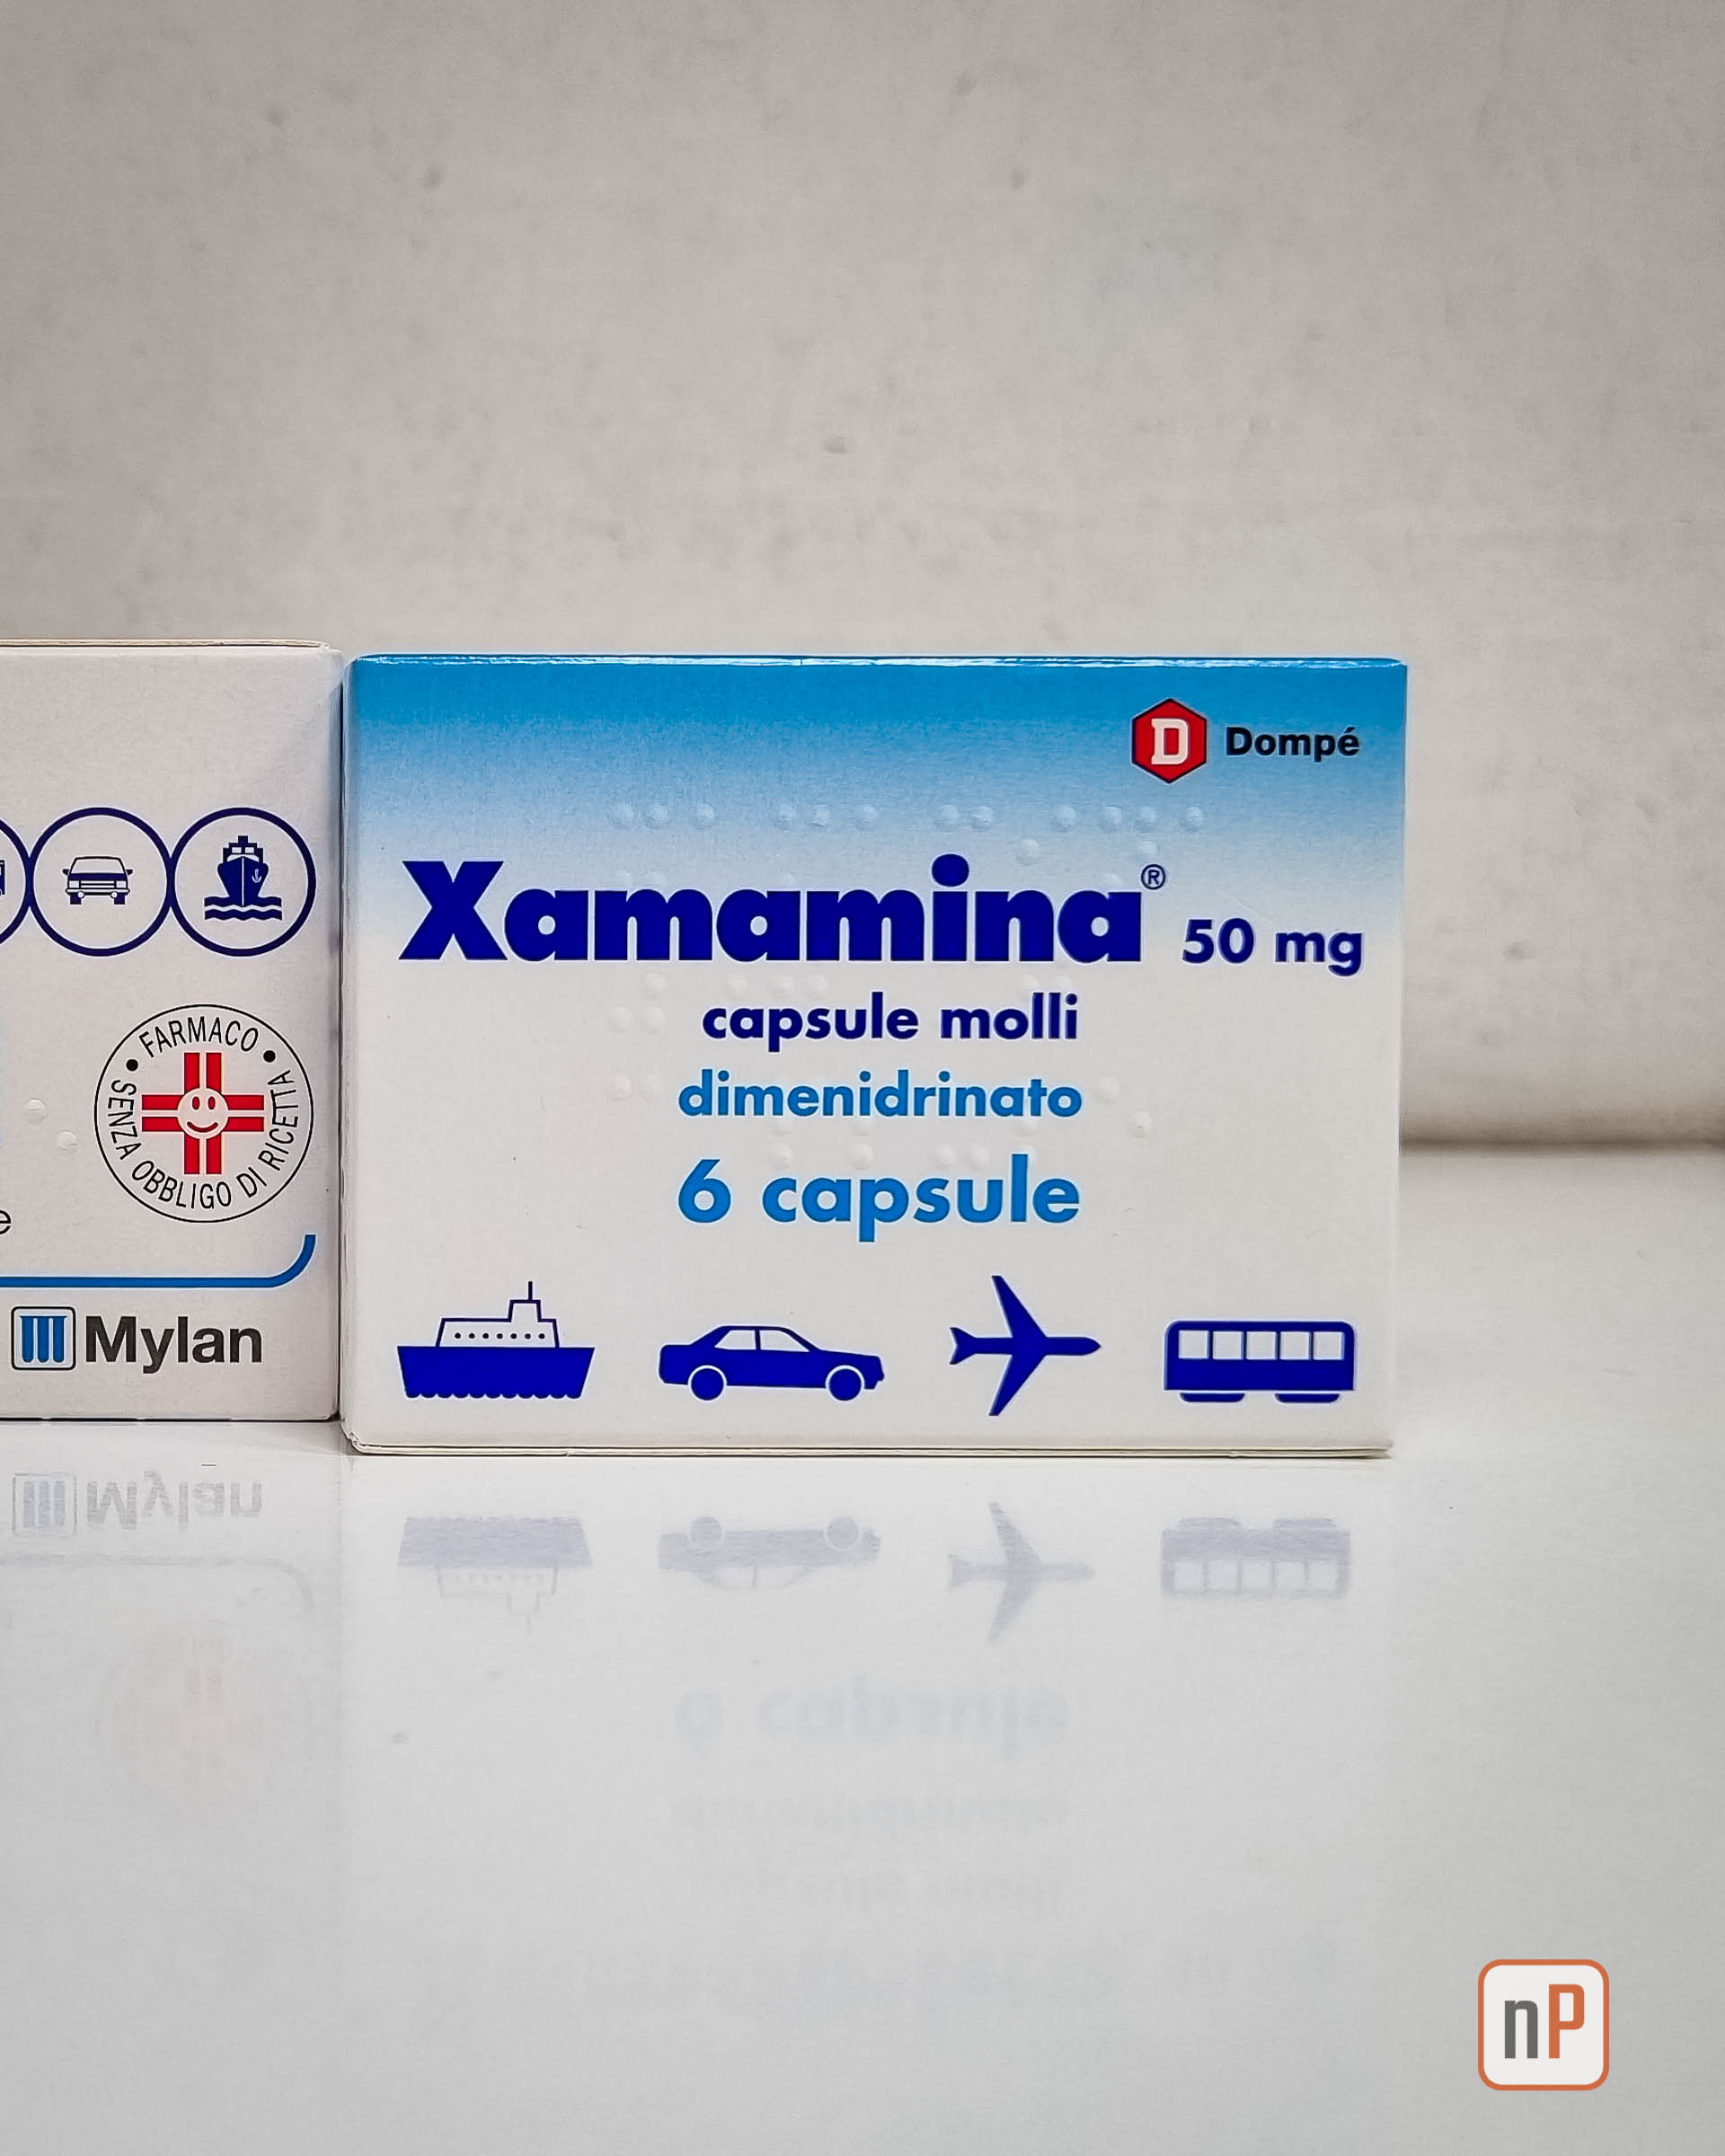 FARMACO
SENZA OBBLIGO DI RICETTA
e
Mylan
D Dompé
Xamamina® 50 mg
capsule molli
dimenidrinato
6 capsule
nP